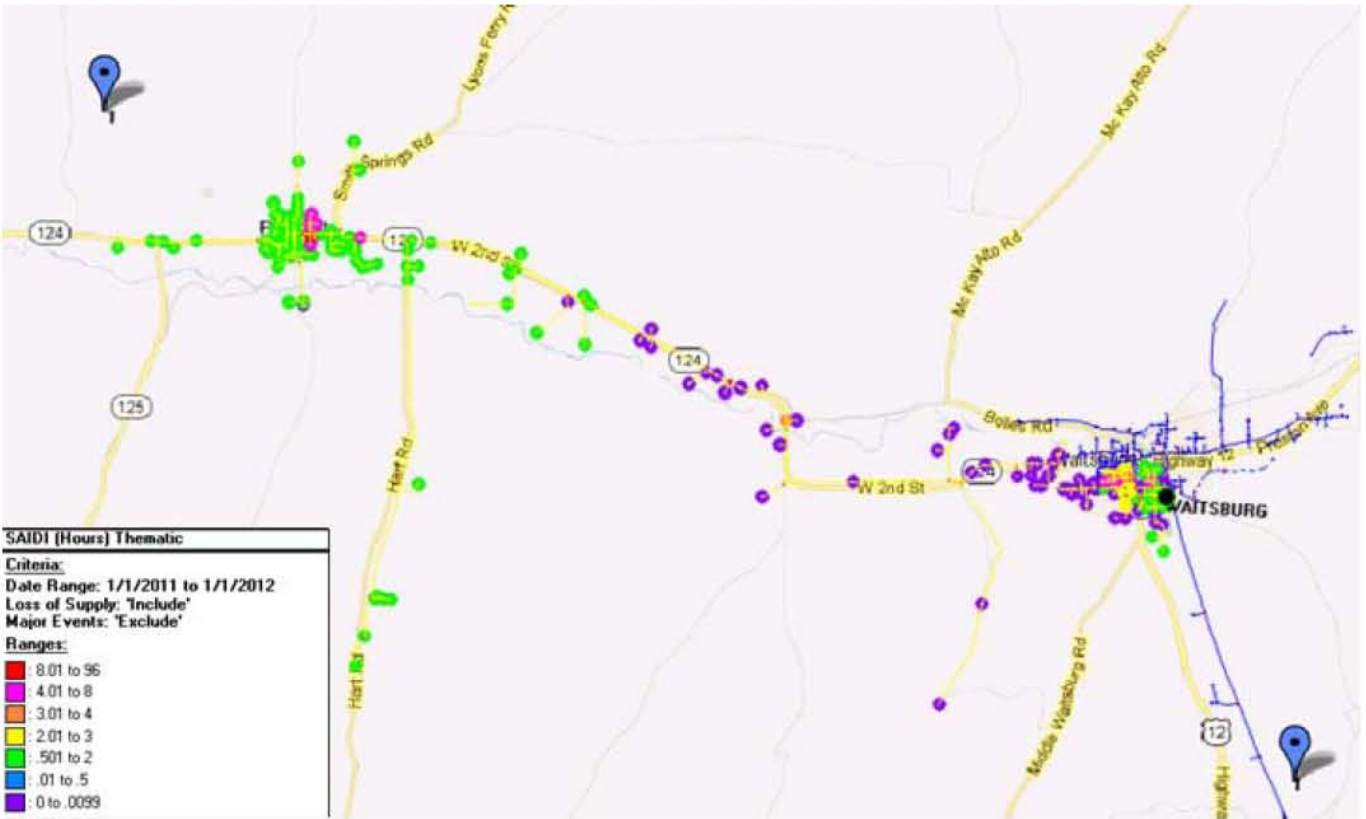 Lyons Ferry R
Mc Kay Alto Rd
Springs Rd
124
W 2nd
Mc Kay Alto Rd
124
125
Bolles Rd
Preston Ave
Highway 12
Hart Rd
W 2nd St
WAITSBURG
SAIDI (Hours) Thematic
Criteria:
Date Range: 1/1/2011 to 1/1/2012
Loss of Supply: 'Include'
Major Events: 'Exclude'
Ranges:
: 8.01 to 96
: 4.01 to 8
: 3.01 to 4
: 2.01 to 3
: .501 to 2
: .01 to .5
: 0 to .0099
Hart Rd
Middle Waitsburg Rd
12
Highwa